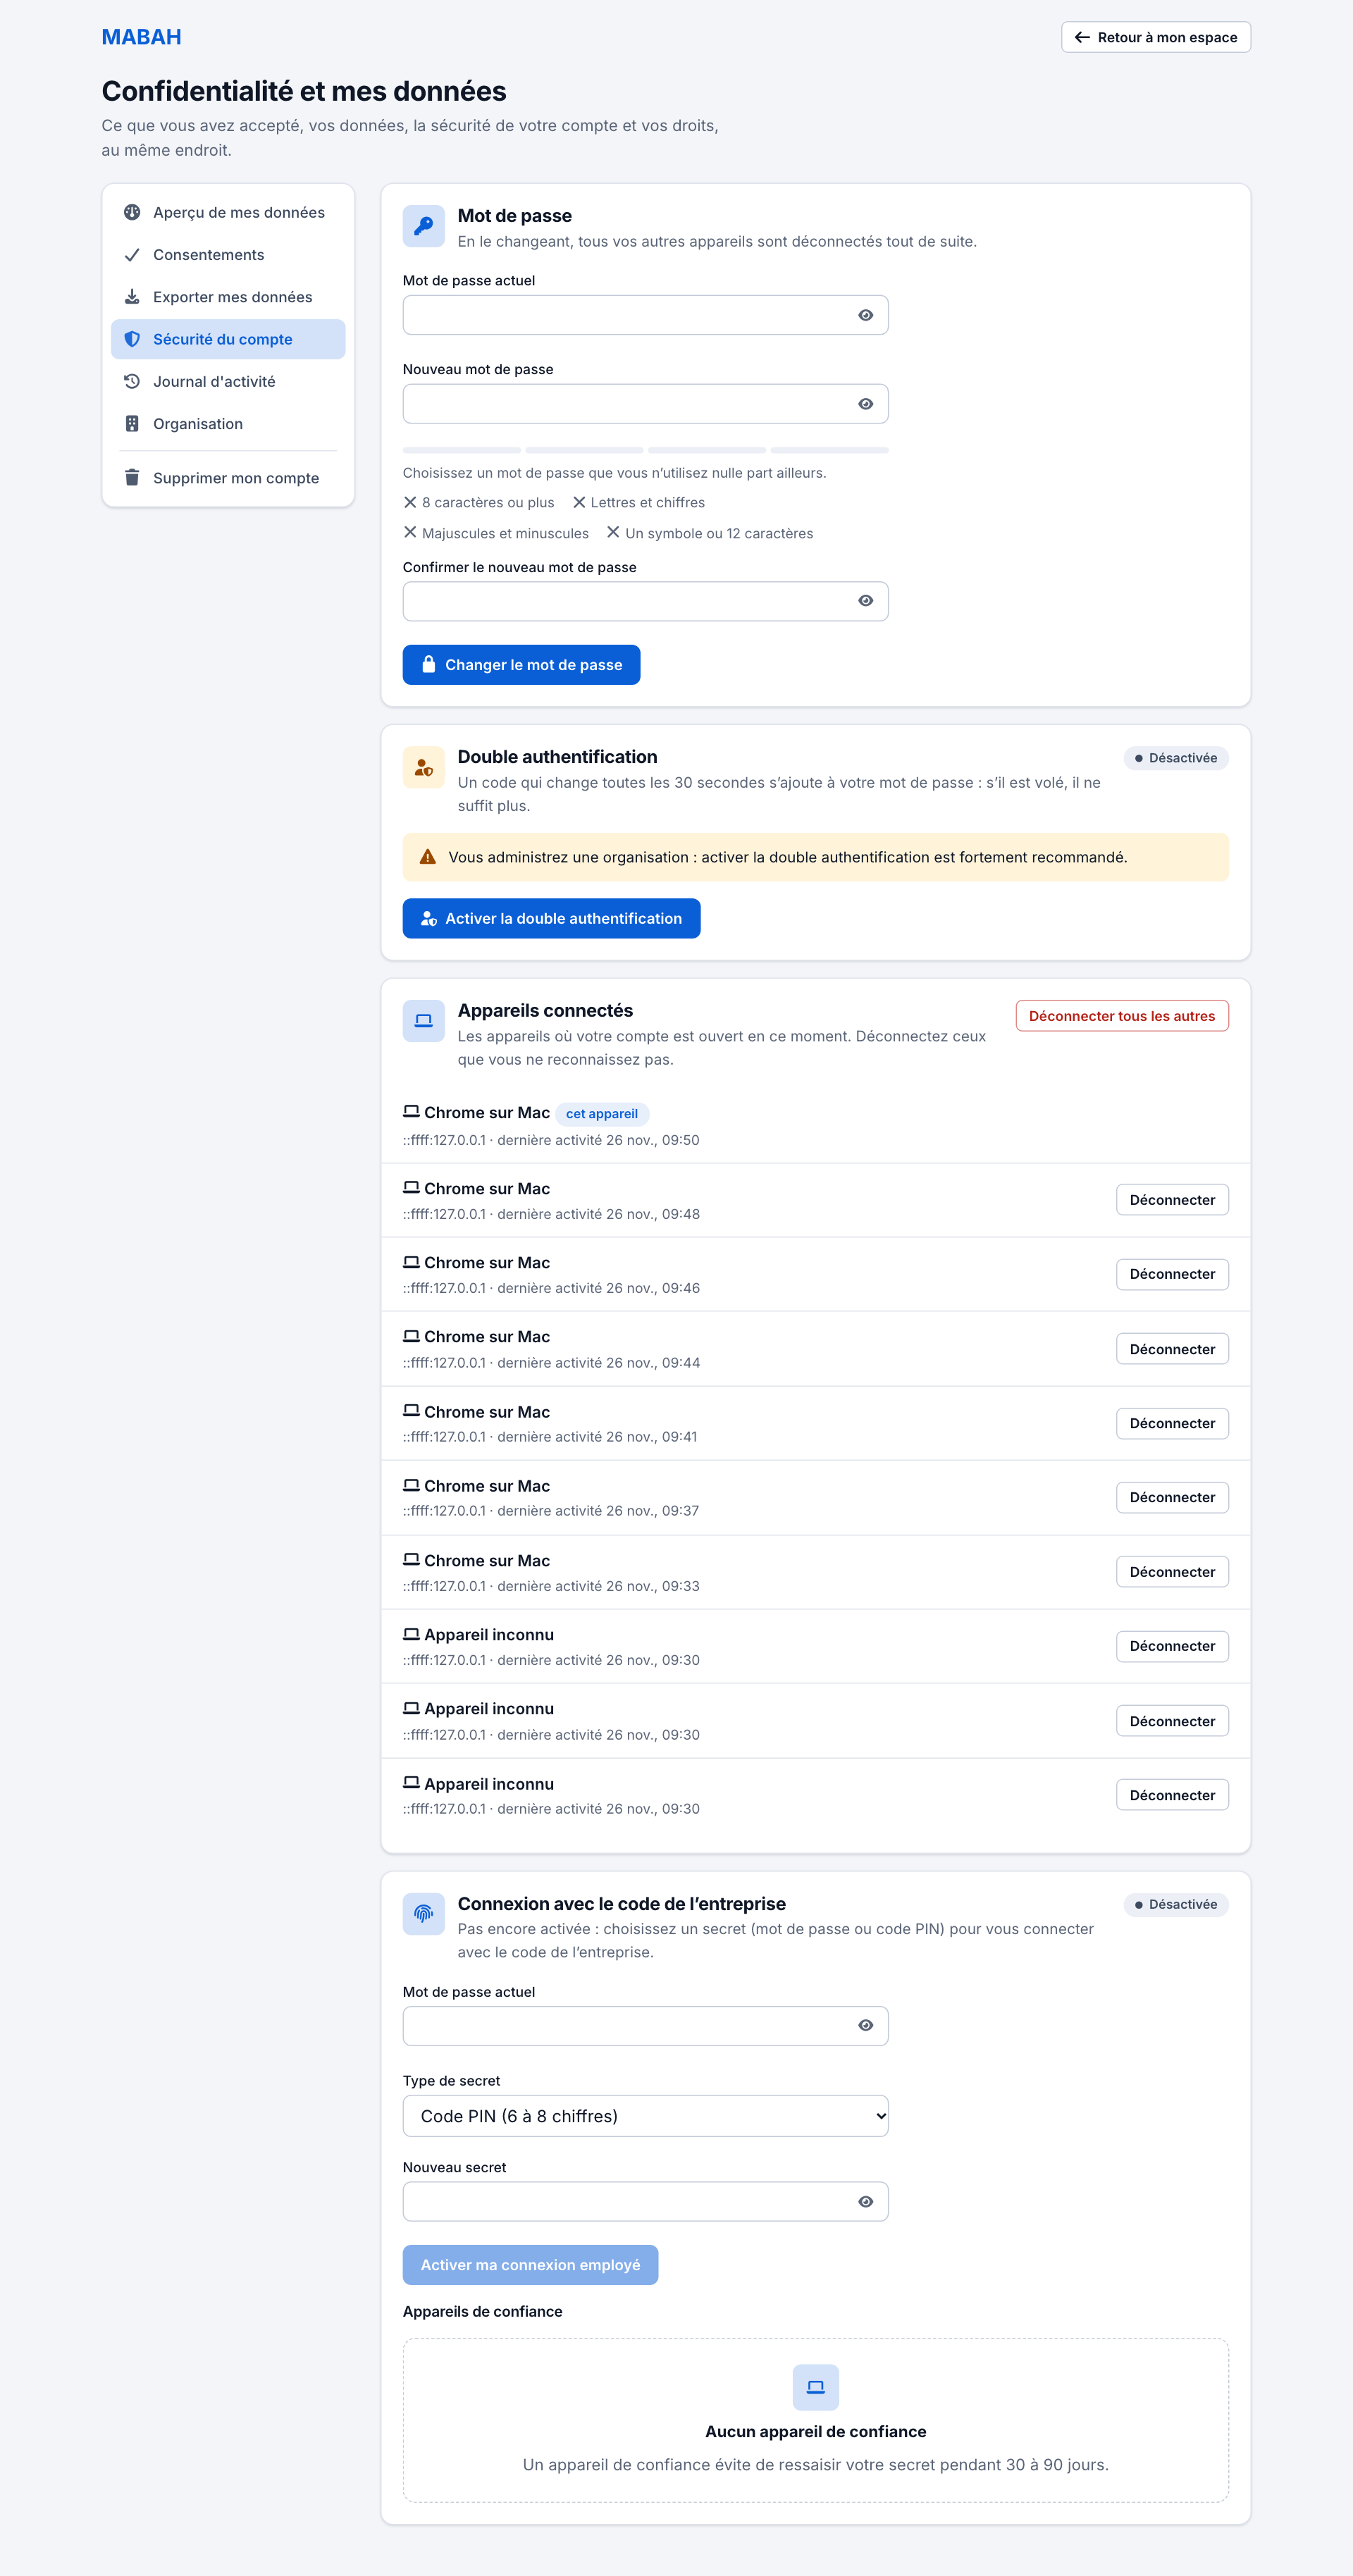 MABAH
Retour à mon espace
Confidentialité et mes données
Ce que vous avez accepté, vos données, la sécurité de votre compte et vos droits,
au même endroit.
Aperçu de mes données
Consentements
Exporter mes données
Sécurité du compte
Journal d'activité
Organisation
Supprimer mon compte
Mot de passe
En le changeant, tous vos autres appareils sont déconnectés tout de suite.
Mot de passe actuel
Nouveau mot de passe
Choisissez un mot de passe que vous n’utilisez nulle part ailleurs.
8 caractères ou plus
Lettres et chiffres
Majuscules et minuscules
Un symbole ou 12 caractères
Confirmer le nouveau mot de passe
Changer le mot de passe
Double authentification
Désactivée
Un code qui change toutes les 30 secondes s’ajoute à votre mot de passe : s’il est volé, il ne
suffit plus.
Vous administrez une organisation : activer la double authentification est fortement recommandé.
Activer la double authentification
Appareils connectés
Déconnecter tous les autres
Les appareils où votre compte est ouvert en ce moment. Déconnectez ceux
que vous ne reconnaissez pas.
Chrome sur Mac cet appareil
::ffff:127.0.0.1 · dernière activité 26 nov., 09:50
Chrome sur Mac
::ffff:127.0.0.1 · dernière activité 26 nov., 09:48
Déconnecter
Chrome sur Mac
::ffff:127.0.0.1 · dernière activité 26 nov., 09:46
Déconnecter
Chrome sur Mac
::ffff:127.0.0.1 · dernière activité 26 nov., 09:44
Déconnecter
Chrome sur Mac
::ffff:127.0.0.1 · dernière activité 26 nov., 09:41
Déconnecter
Chrome sur Mac
::ffff:127.0.0.1 · dernière activité 26 nov., 09:37
Déconnecter
Chrome sur Mac
::ffff:127.0.0.1 · dernière activité 26 nov., 09:33
Déconnecter
Appareil inconnu
::ffff:127.0.0.1 · dernière activité 26 nov., 09:30
Déconnecter
Appareil inconnu
::ffff:127.0.0.1 · dernière activité 26 nov., 09:30
Déconnecter
Appareil inconnu
::ffff:127.0.0.1 · dernière activité 26 nov., 09:30
Déconnecter
Connexion avec le code de l’entreprise
Désactivée
Pas encore activée : choisissez un secret (mot de passe ou code PIN) pour vous connecter
avec le code de l’entreprise.
Mot de passe actuel
Type de secret
Code PIN (6 à 8 chiffres)
Nouveau secret
Activer ma connexion employé
Appareils de confiance
Aucun appareil de confiance
Un appareil de confiance évite de ressaisir votre secret pendant 30 à 90 jours.